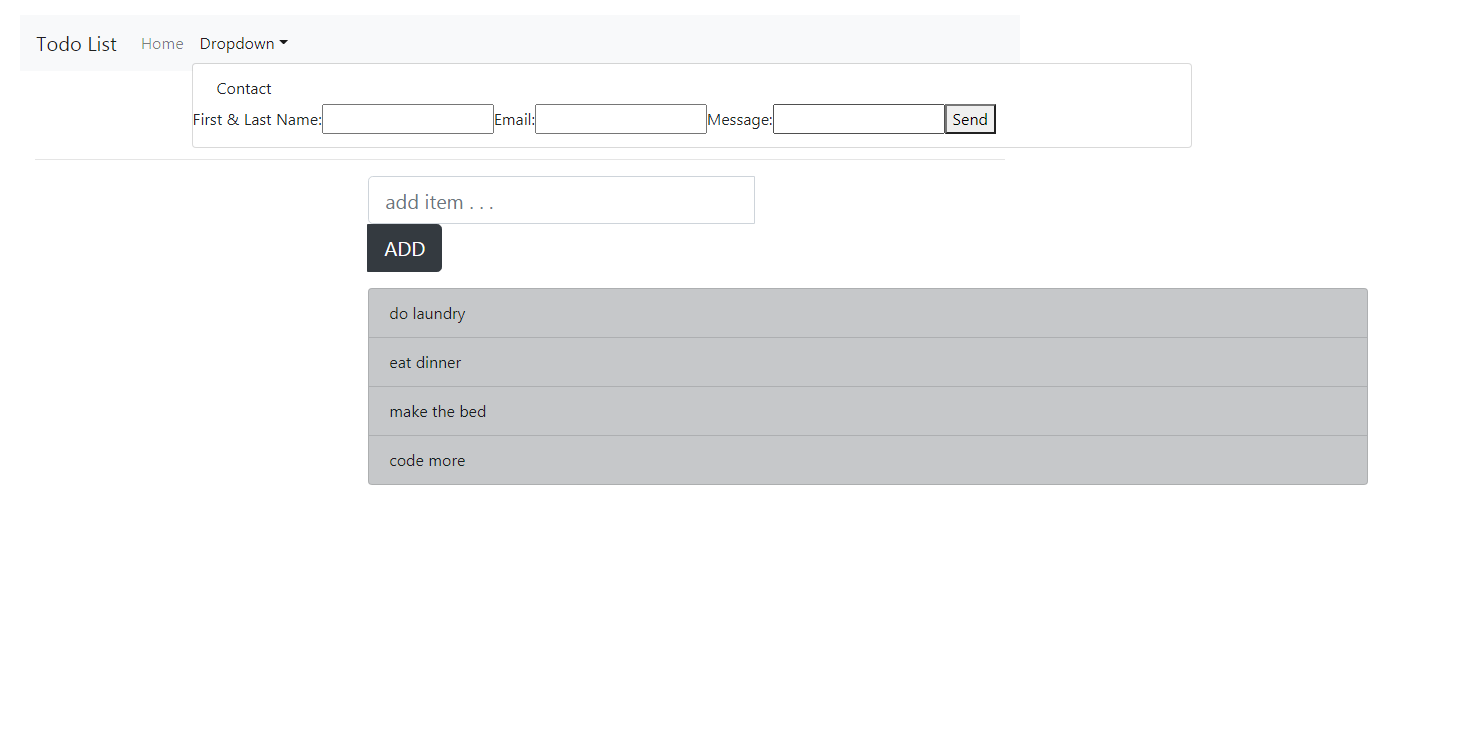 Todo List Home Dropdown
Contact
First & Last Name: Email: Message: Send
add item . . .
ADD
do laundry
eat dinner
make the bed
code more